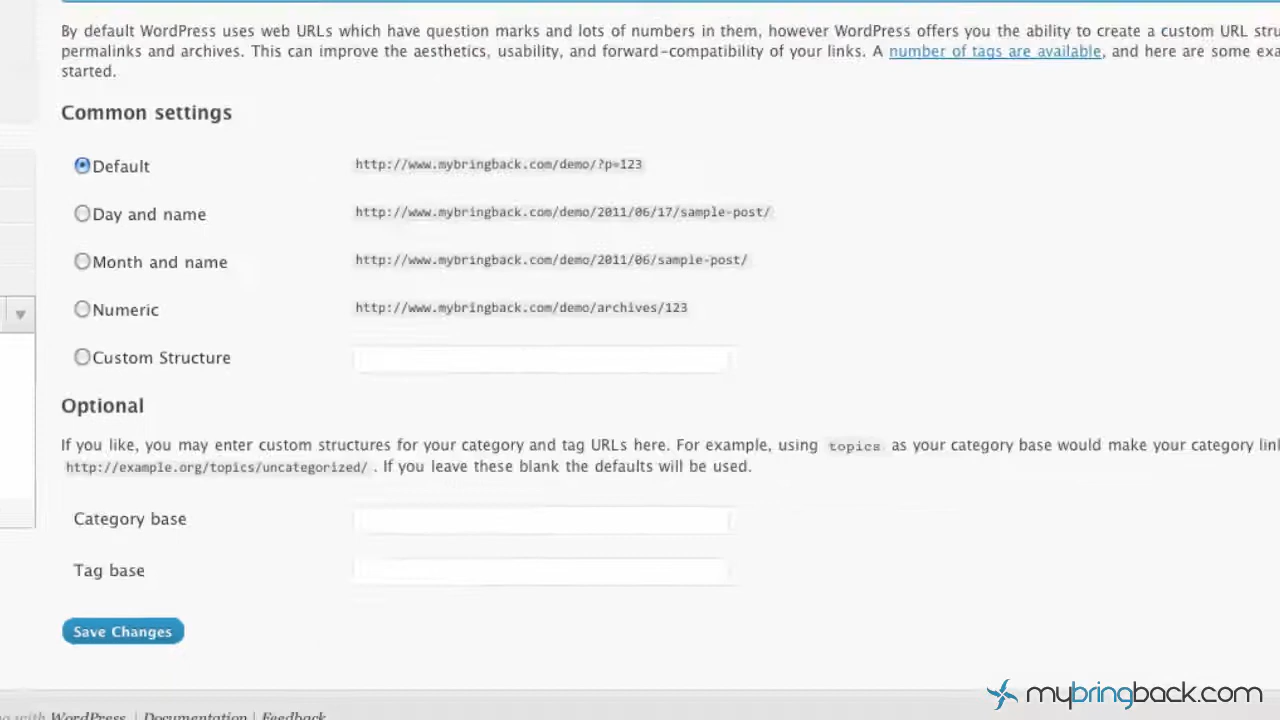 By default WordPress uses web URLs which have question marks and lots of numbers in them, however WordPress offers you the ability to create a custom URL stru
permalinks and archives. This can improve the aesthetics, usability, and forward-compatibility of your links. A number of tags are available, and here are some exa
started.
Common settings
Default http://www.mybringback.com/demo/?p=123
Day and name http://www.mybringback.com/demo/2011/06/17/sample-post/
Month and name http://www.mybringback.com/demo/2011/06/sample-post/
Numeric http://www.mybringback.com/demo/archives/123
Custom Structure
Optional
If you like, you may enter custom structures for your category and tag URLs here. For example, using topics as your category base would make your category lin
http://example.org/topics/uncategorized/ . If you leave these blank the defaults will be used.
Category base
Tag base
Save Changes
with WordPress | Documentation | Feedback
mybringback.com